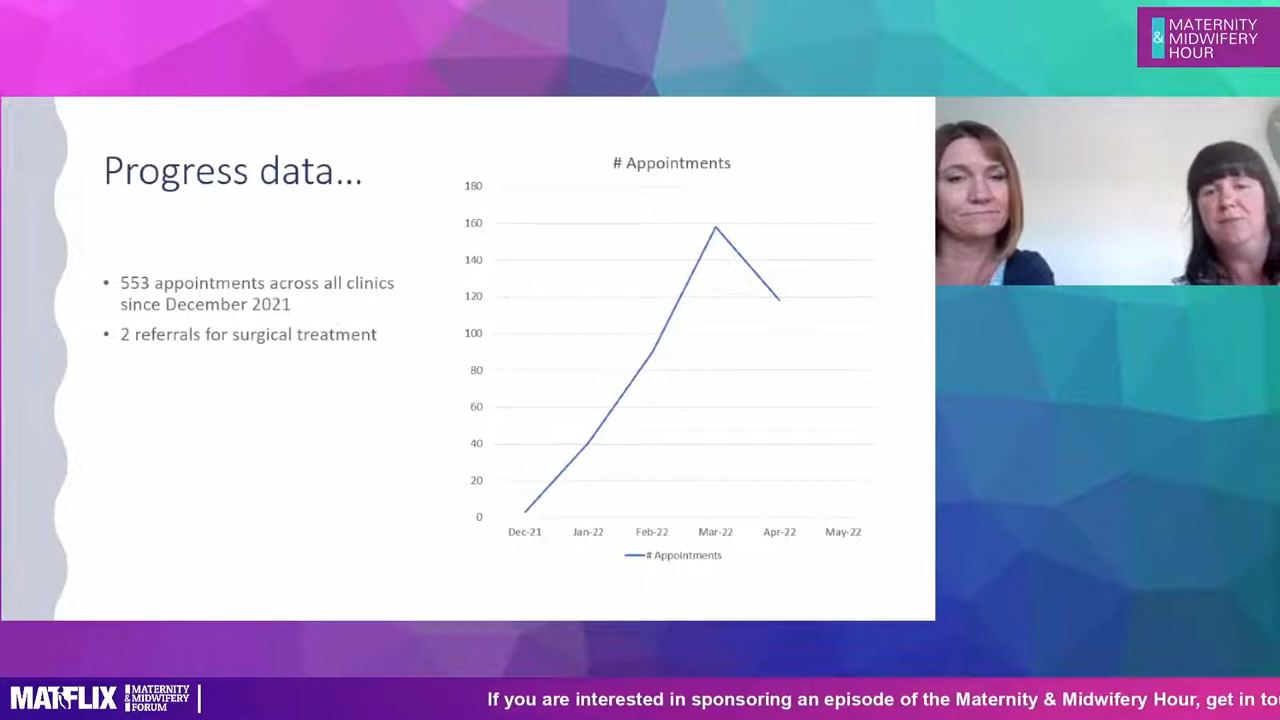 MATERNITY
& MIDWIFERY
HOUR
Progress data...
• 553 appointments across all clinics
since December 2021
• 2 referrals for surgical treatment
# Appointments
180
160
140
120
100
80
60
40
20
0
Dec-21 Jan-22 Feb-22 Mar-22 Apr-22 May-22
# Appointments
MATFLIX
MATERNITY
& MIDWIFERY
FORUM
If you are interested in sponsoring an episode of the Maternity & Midwifery Hour, get in to